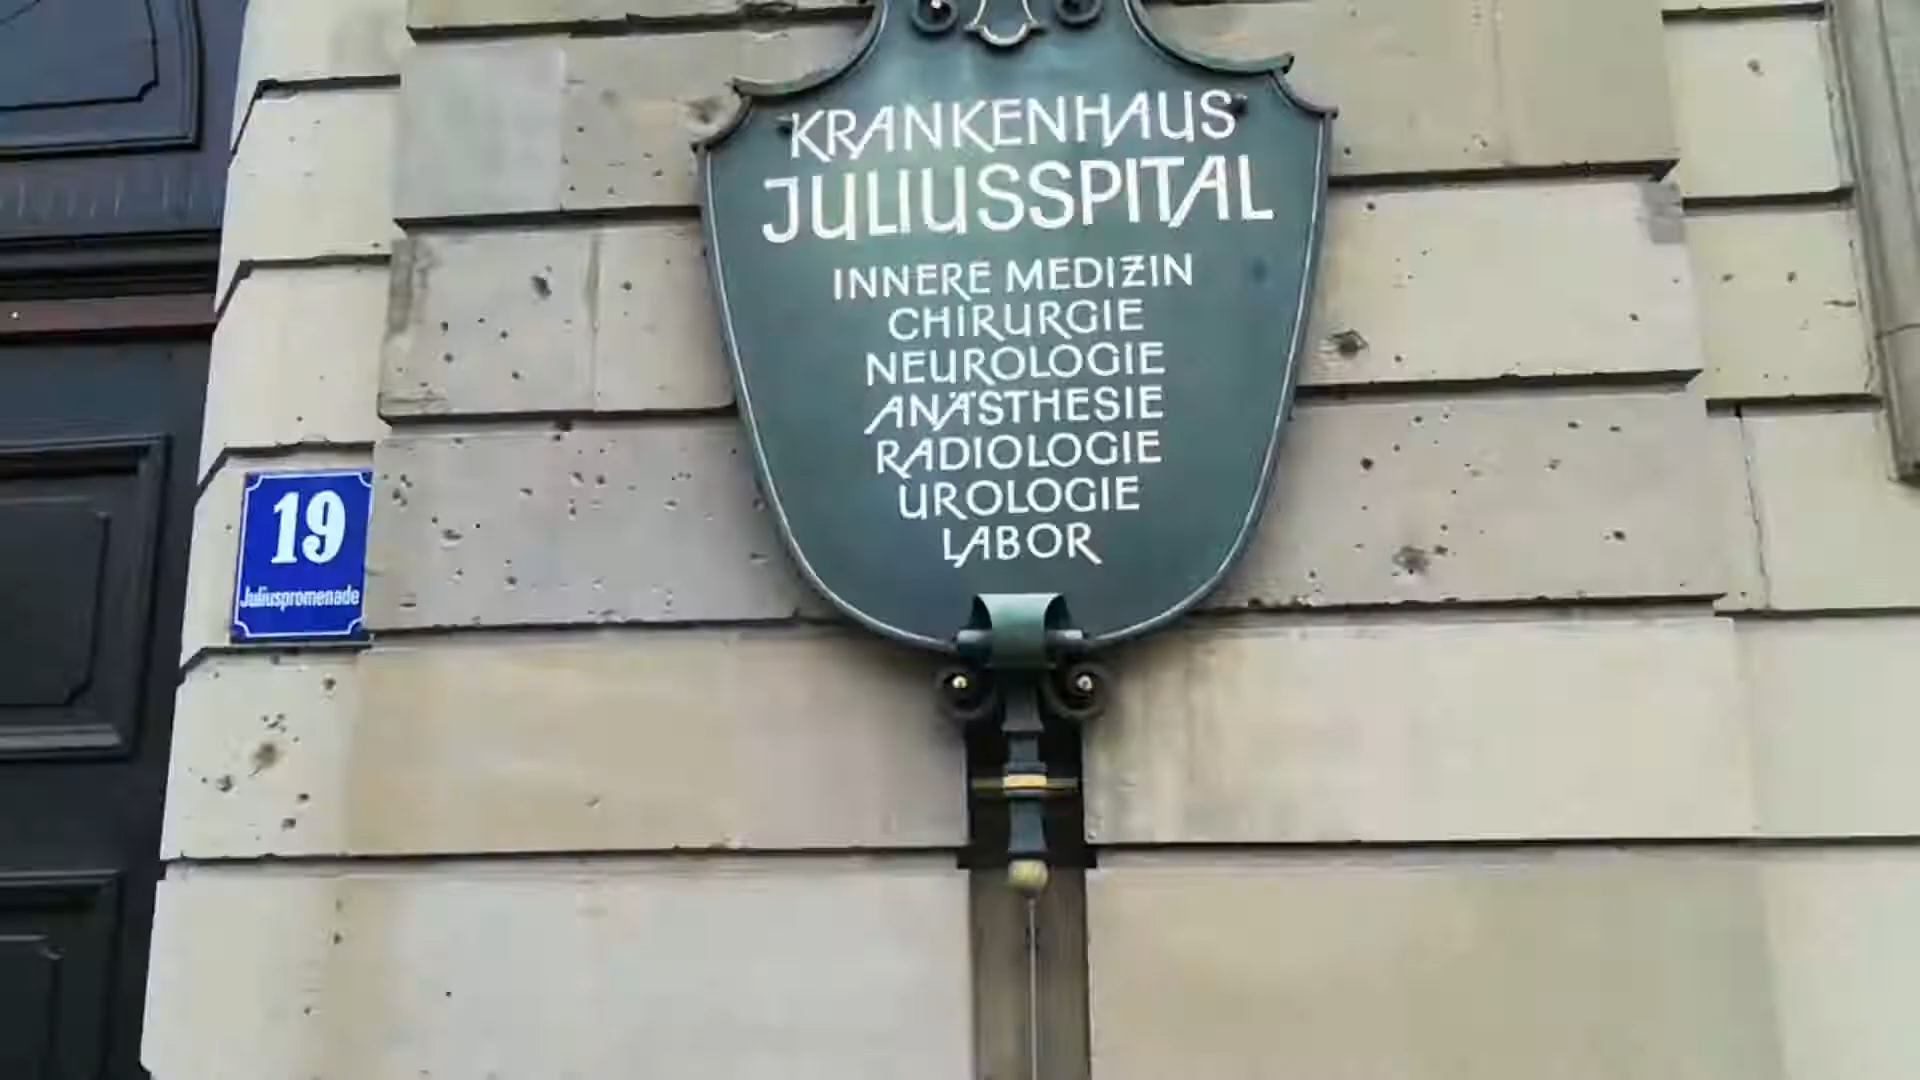 KRANKENHAUS
JULIUSSPITAL
INNERE MEDIZIN
CHIRURGIE
NEUROLOGIE
ANÄSTHESIE
RADIOLOGIE
UROLOGIE
LABOR
19
Juliuspromenade